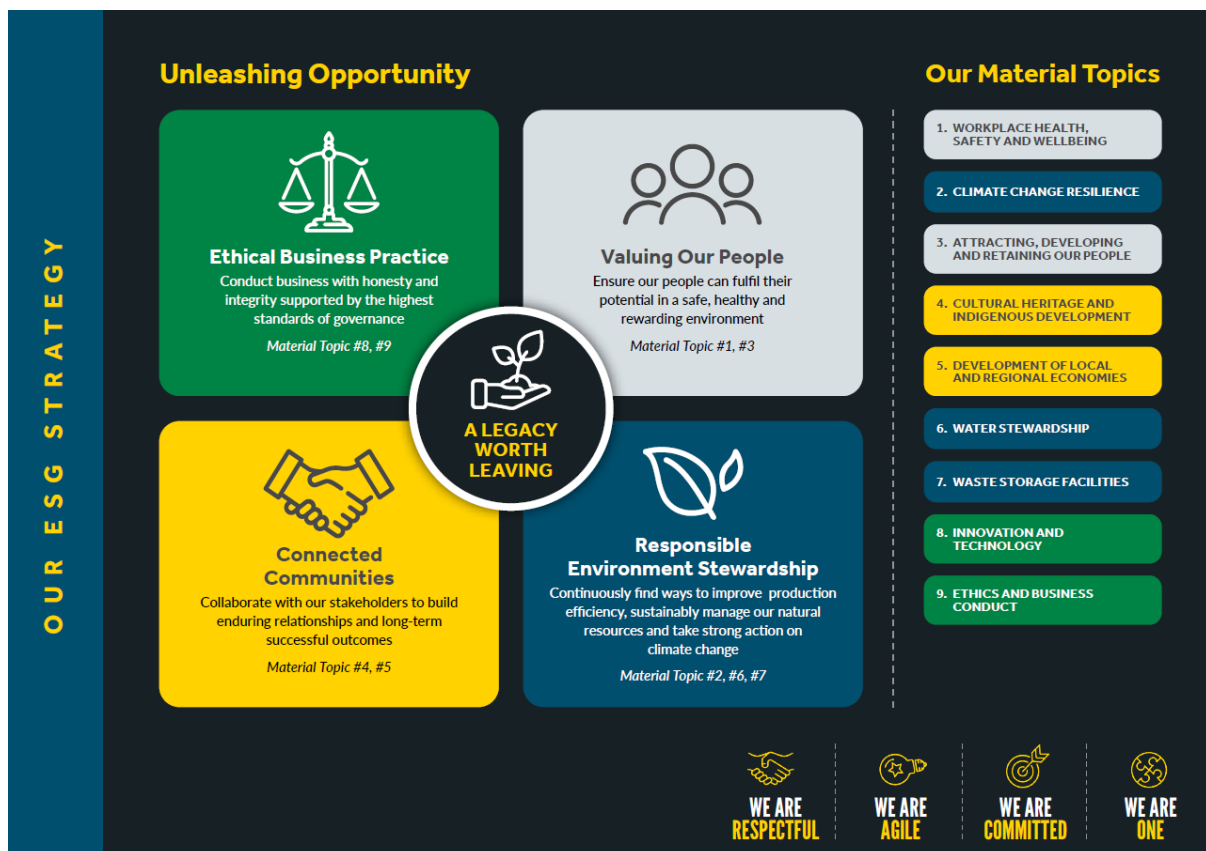 OUR ESG STRATEGY
Unleashing Opportunity
Ethical Business Practice
Conduct business with honesty and
integrity supported by the highest
standards of governance
Material Topic #8, #9
Valuing Our People
Ensure our people can fulfil their
potential in a safe, healthy and
rewarding environment
Material Topic #1, #3
A LEGACY
WORTH
LEAVING
Connected
Communities
Collaborate with our stakeholders to build
enduring relationships and long-term
successful outcomes
Material Topic #4, #5
Responsible
Environment Stewardship
Continuously find ways to improve production
efficiency, sustainably manage our natural
resources and take strong action on
climate change
Material Topic #2, #6, #7
Our Material Topics
1. WORKPLACE HEALTH,
SAFETY AND WELLBEING
2. CLIMATE CHANGE RESILIENCE
3. ATTRACTING, DEVELOPING
AND RETAINING OUR PEOPLE
4. CULTURAL HERITAGE AND
INDIGENOUS DEVELOPMENT
5. DEVELOPMENT OF LOCAL
AND REGIONAL ECONOMIES
6. WATER STEWARDSHIP
7. WASTE STORAGE FACILITIES
8. INNOVATION AND
TECHNOLOGY
9. ETHICS AND BUSINESS
CONDUCT
WE ARE
RESPECTFUL
WE ARE
AGILE
WE ARE
COMMITTED
WE ARE
ONE